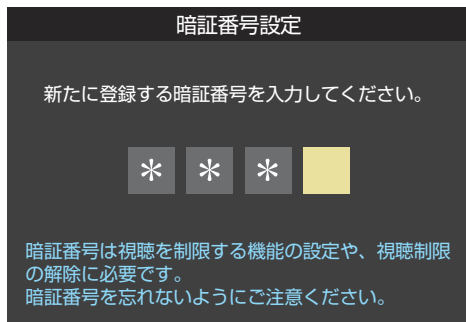 暗証番号設定
新たに登録する暗証番号を入力してください。
＊ ＊ ＊
暗証番号は視聴を制限する機能の設定や、視聴制限
の解除に必要です。
暗証番号を忘れないようにご注意ください。